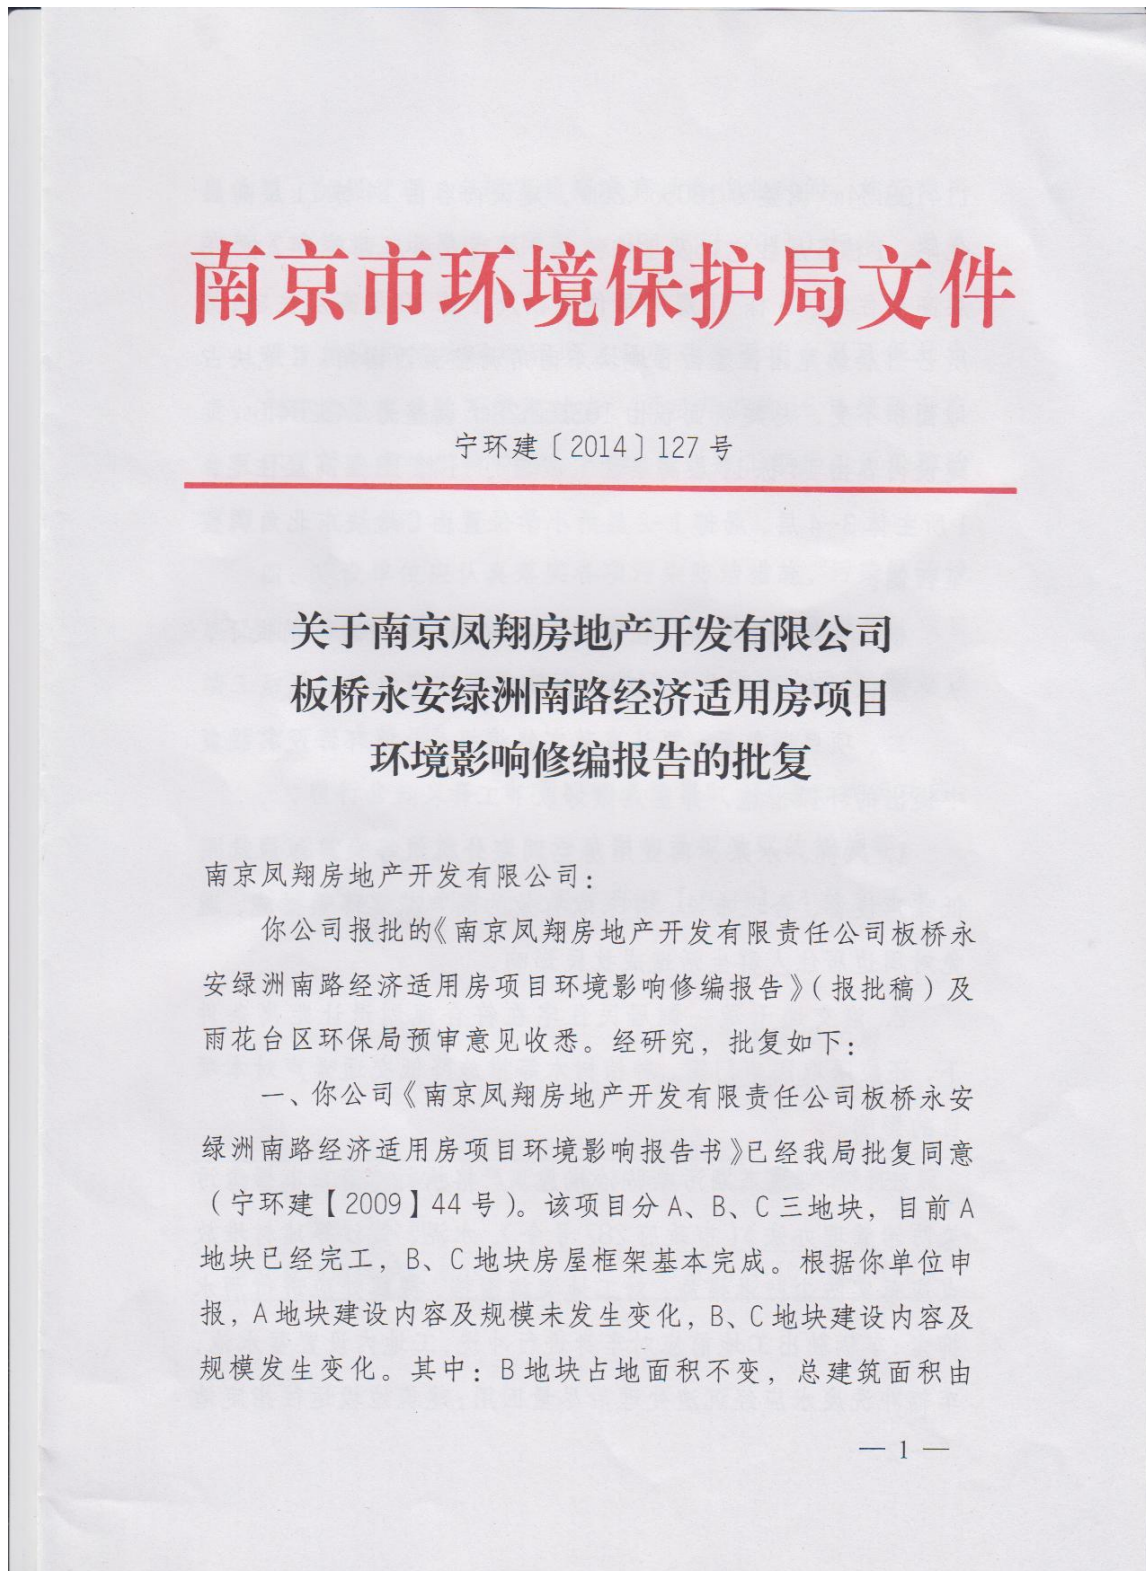 南京市环境保护局文件
宁环建〔2014〕127号
关于南京凤翔房地产开发有限公司
板桥永安绿洲南路经济适用房项目
环境影响修编报告的批复
南京凤翔房地产开发有限公司：
你公司报批的《南京凤翔房地产开发有限责任公司板桥永
安绿洲南路经济适用房项目环境影响修编报告》（报批稿）及
雨花台区环保局预审意见收悉。经研究，批复如下：
一、你公司《南京凤翔房地产开发有限责任公司板桥永安
绿洲南路经济适用房项目环境影响报告书》已经我局批复同意
（宁环建【2009】44号）。该项目分A、B、C三地块，目前A
地块已经完工，B、C地块房屋框架基本完成。根据你单位申
报，A地块建设内容及规模未发生变化，B、C地块建设内容及
规模发生变化。其中：B地块占地面积不变，总建筑面积由
— 1 —